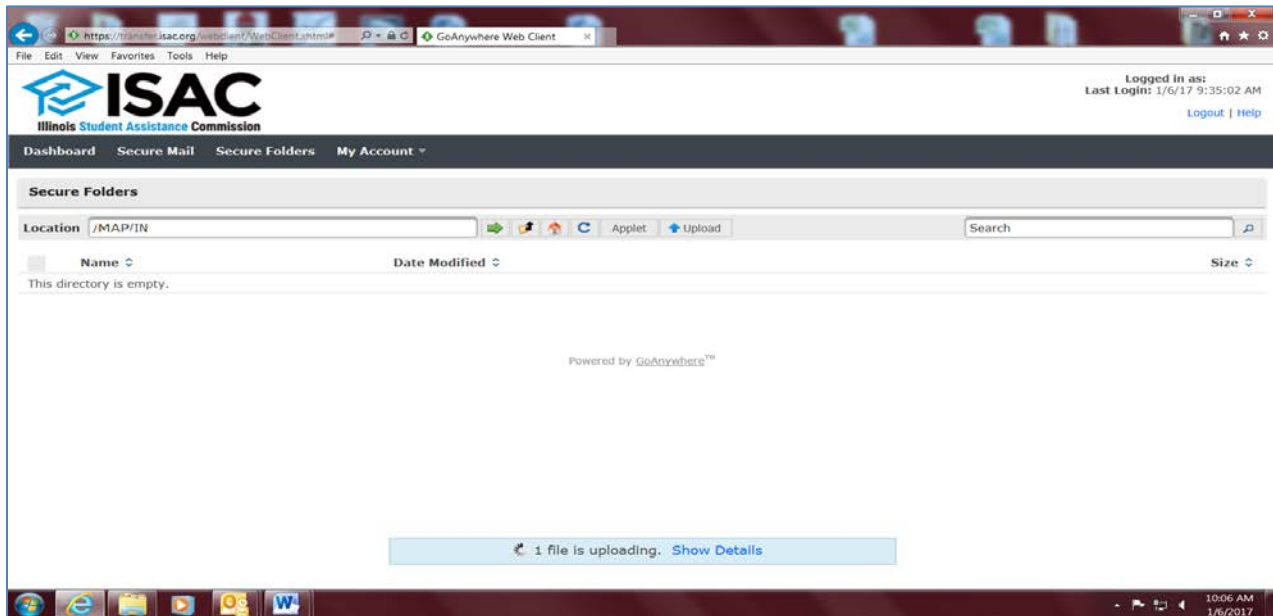 https://transfer.isac.org/webclient/WebClient.xhtml# GoAnywhere Web Client
File Edit View Favorites Tools Help
ISAC
Illinois Student Assistance Commission
Logged in as:
Last Login: 1/6/17 9:35:02 AM
Logout | Help
Dashboard Secure Mail Secure Folders My Account
Secure Folders
Location /MAP/IN Applet Upload Search
Name Date Modified Size
This directory is empty.
Powered by GoAnywhere™
1 file is uploading. Show Details
10:06 AM
1/6/2017